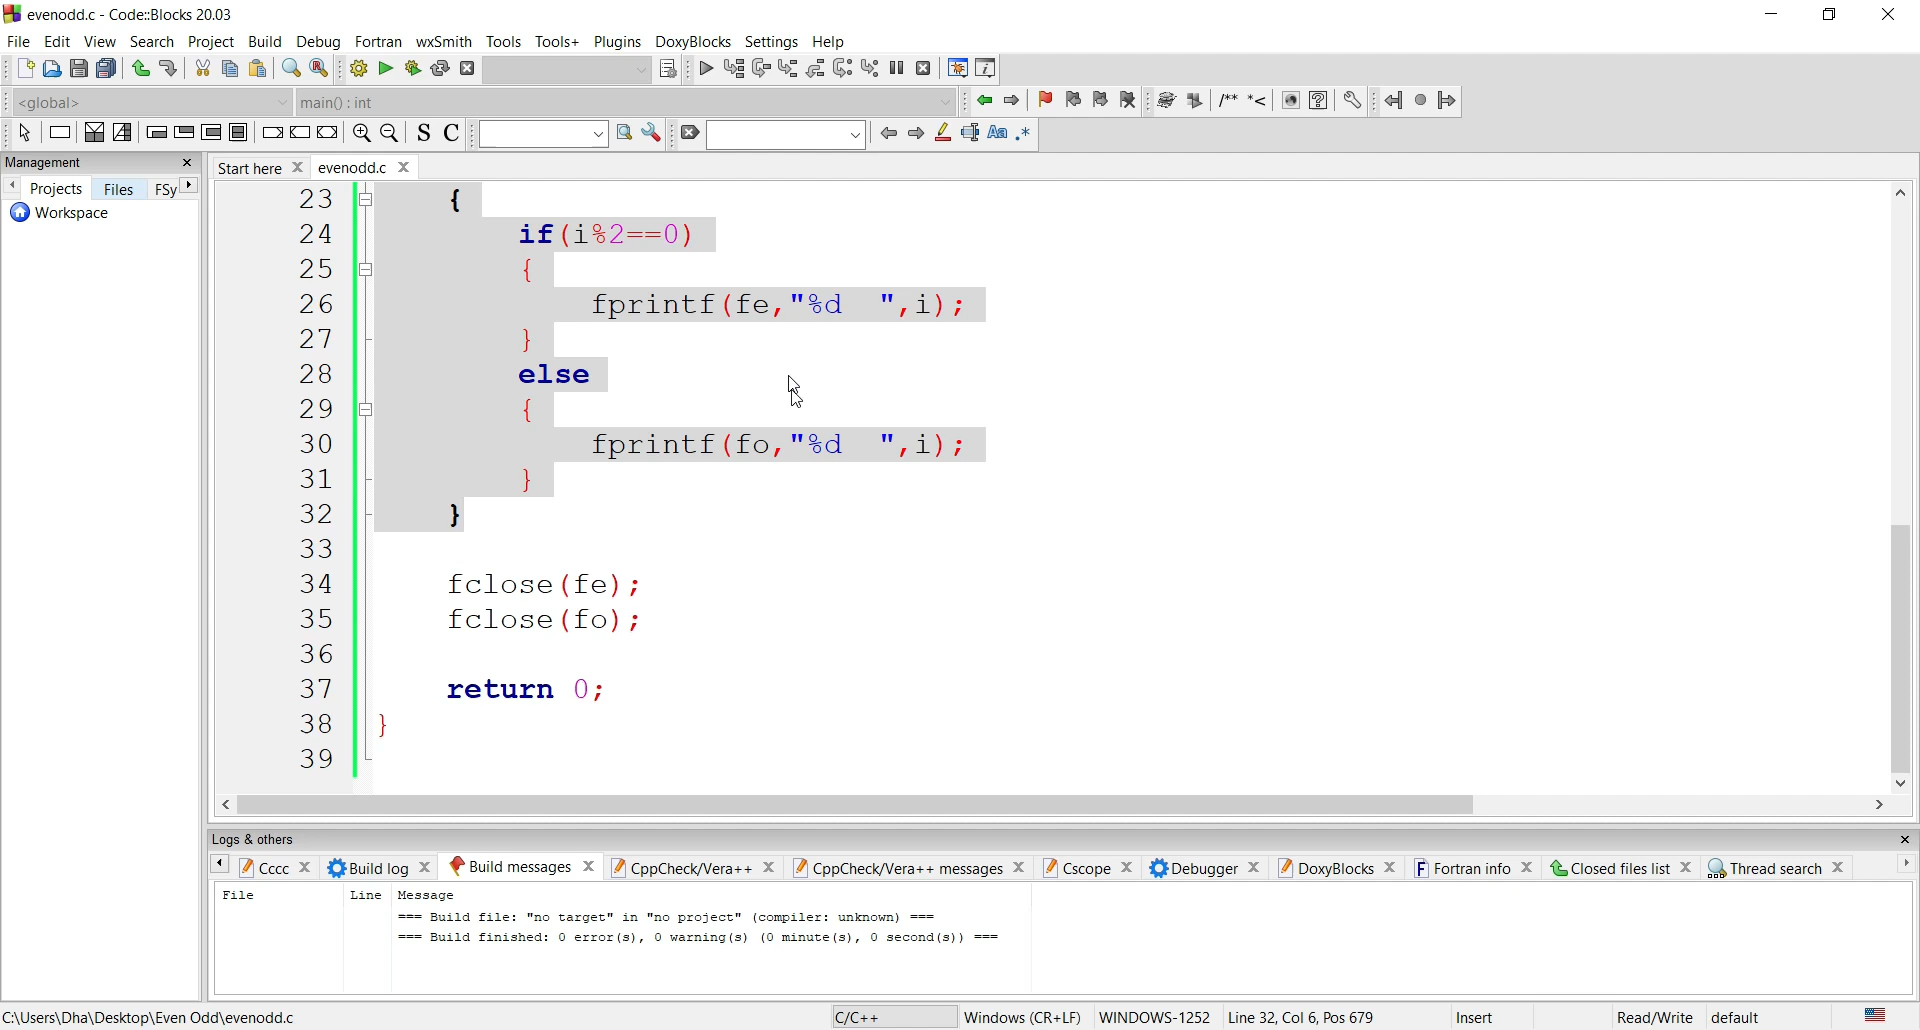 evenodd.c - Code::Blocks 20.03
File Edit View Search Project Build Debug Fortran wxSmith Tools Tools+ Plugins DoxyBlocks Settings Help
<global> main() : int
/** *<
S C Aa .*
Management
Start here evenodd.c
Projects Files FSy
Workspace
23 {
24 if(i%2==0)
25 {
26 fprintf(fe,"%d  ",i);
27 }
28 else
29 {
30 fprintf(fo,"%d  ",i);
31 }
32 }
33
34 fclose(fe);
35 fclose(fo);
36
37 return 0;
38 }
39
Logs & others
Cccc Build log Build messages CppCheck/Vera++ CppCheck/Vera++ messages Cscope Debugger DoxyBlocks Fortran info Closed files list Thread search
File Line Message
=== Build file: "no target" in "no project" (compiler: unknown) ===
=== Build finished: 0 error(s), 0 warning(s) (0 minute(s), 0 second(s)) ===
C:\Users\Dha\Desktop\Even Odd\evenodd.c C/C++ Windows (CR+LF) WINDOWS-1252 Line 32, Col 6, Pos 679 Insert Read/Write default